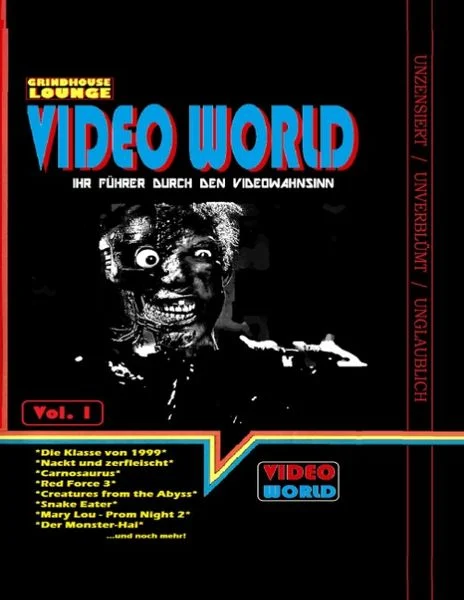 GRINDHOUSE
LOUNGE
VIDEO WORLD
IHR FÜHRER DURCH DEN VIDEOWAHNSINN
UNZENSIERT / UNVERBLÜMT / UNGLAUBLICH
Vol. 1
*Die Klasse von 1999*
*Nackt und zerfleischt*
*Carnosaurus*
*Red Force 3*
*Creatures from the Abyss*
*Snake Eater*
*Mary Lou - Prom Night 2*
*Der Monster-Hai*
...und noch mehr!
VIDEO
WORLD